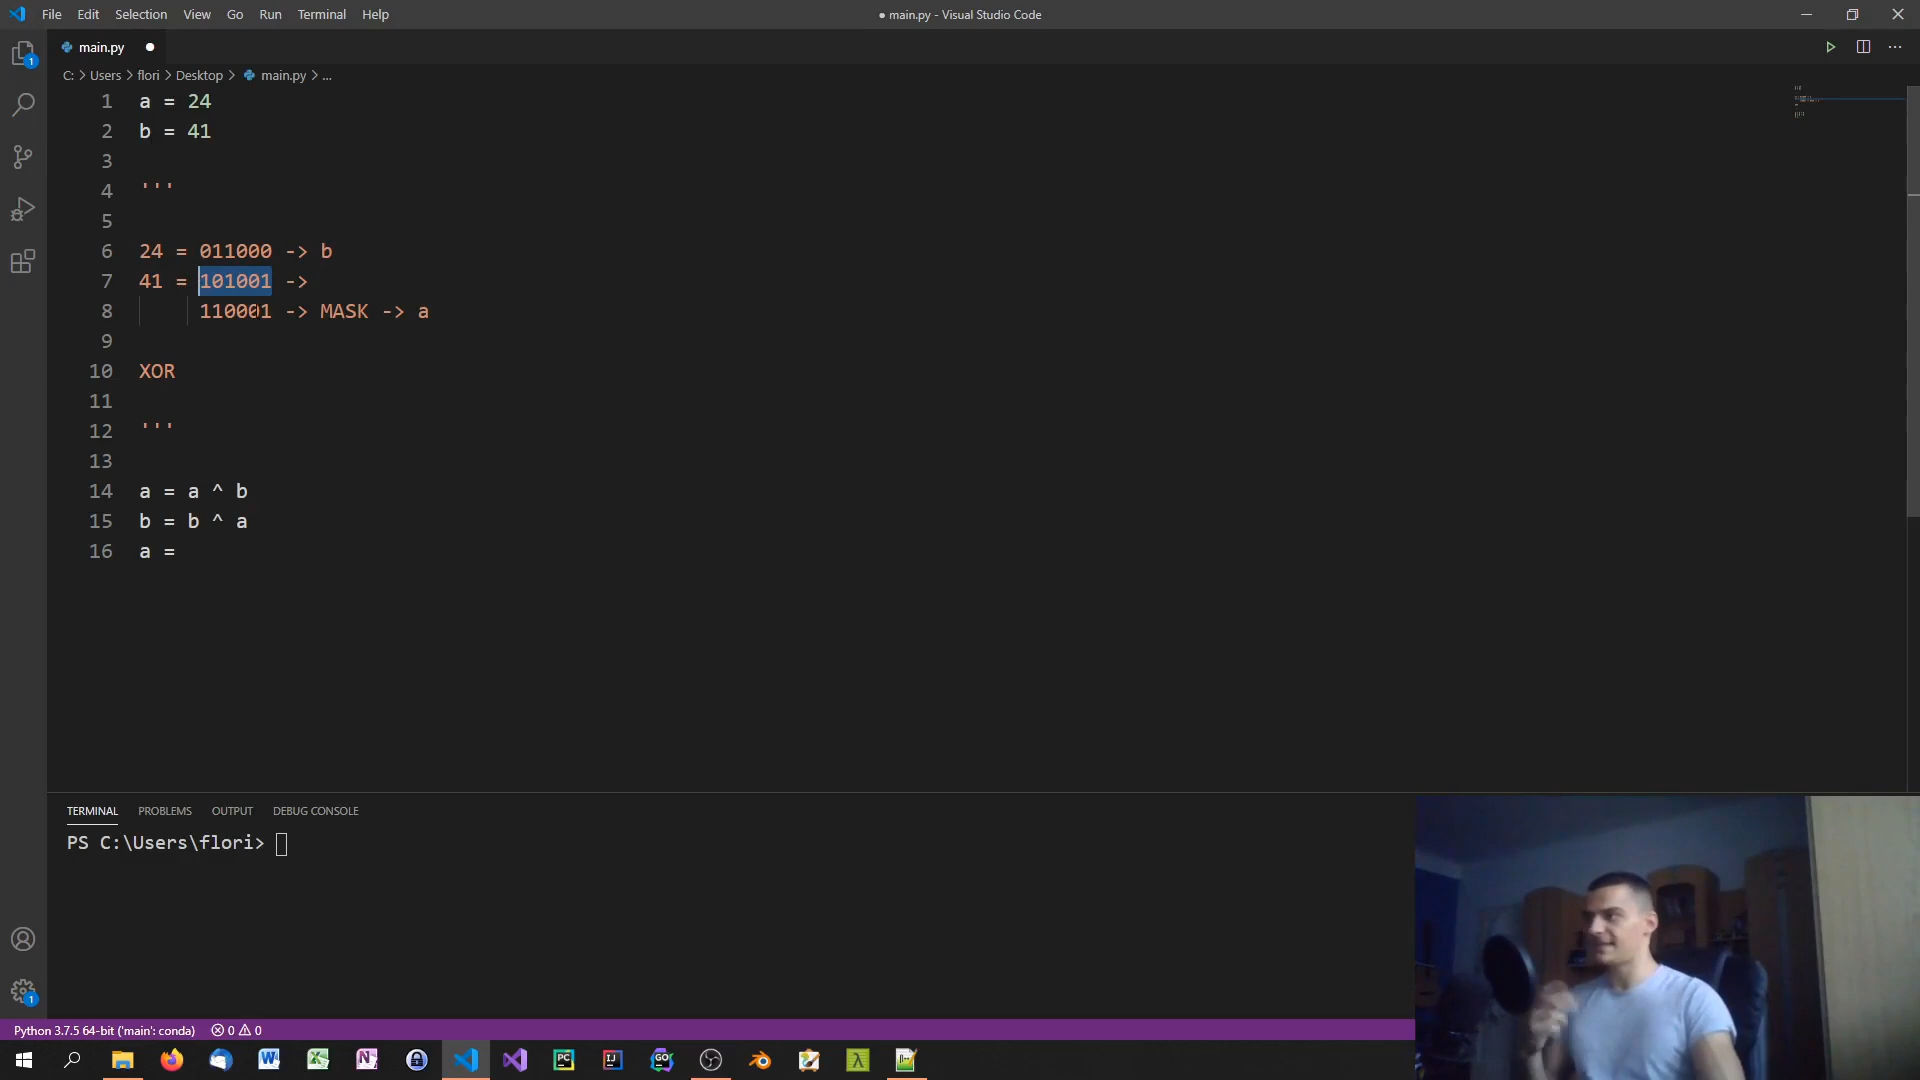 File Edit Selection View Go Run Terminal Help
● main.py - Visual Studio Code
main.py
C: > Users > flori > Desktop > main.py > ...
1 a = 24
2 b = 41
3
4 '''
5
6 24 = 011000 -> b
7 41 = 101001 ->
8 110001 -> MASK -> a
9
10 XOR
11
12 '''
13
14 a = a ^ b
15 b = b ^ a
16 a =
TERMINAL PROBLEMS OUTPUT DEBUG CONSOLE
PS C:\Users\flori>
1
1
Python 3.7.5 64-bit ('main': conda) 0 0